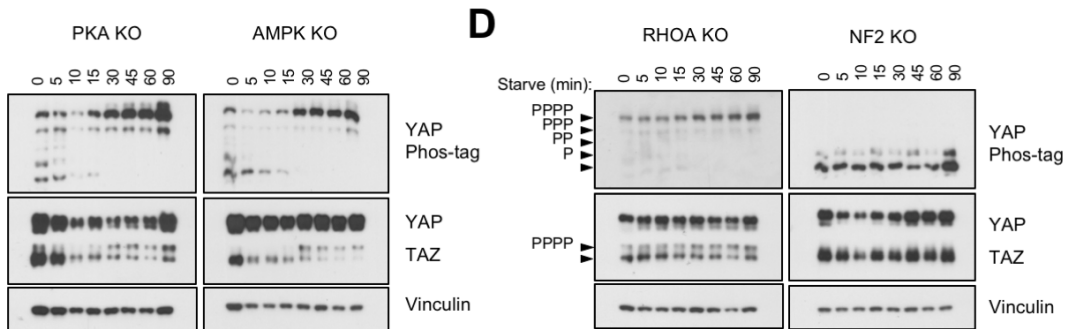 PKA KO
AMPK KO
0 5 10 15 30 45 60 90
0 5 10 15 30 45 60 90
YAP
Phos-tag
YAP
TAZ
Vinculin
D
RHOA KO
NF2 KO
Starve (min):
0 5 10 15 30 45 60 90
0 5 10 15 30 45 60 90
PPPP
PPP
PP
P
YAP
Phos-tag
YAP
PPPP
TAZ
Vinculin